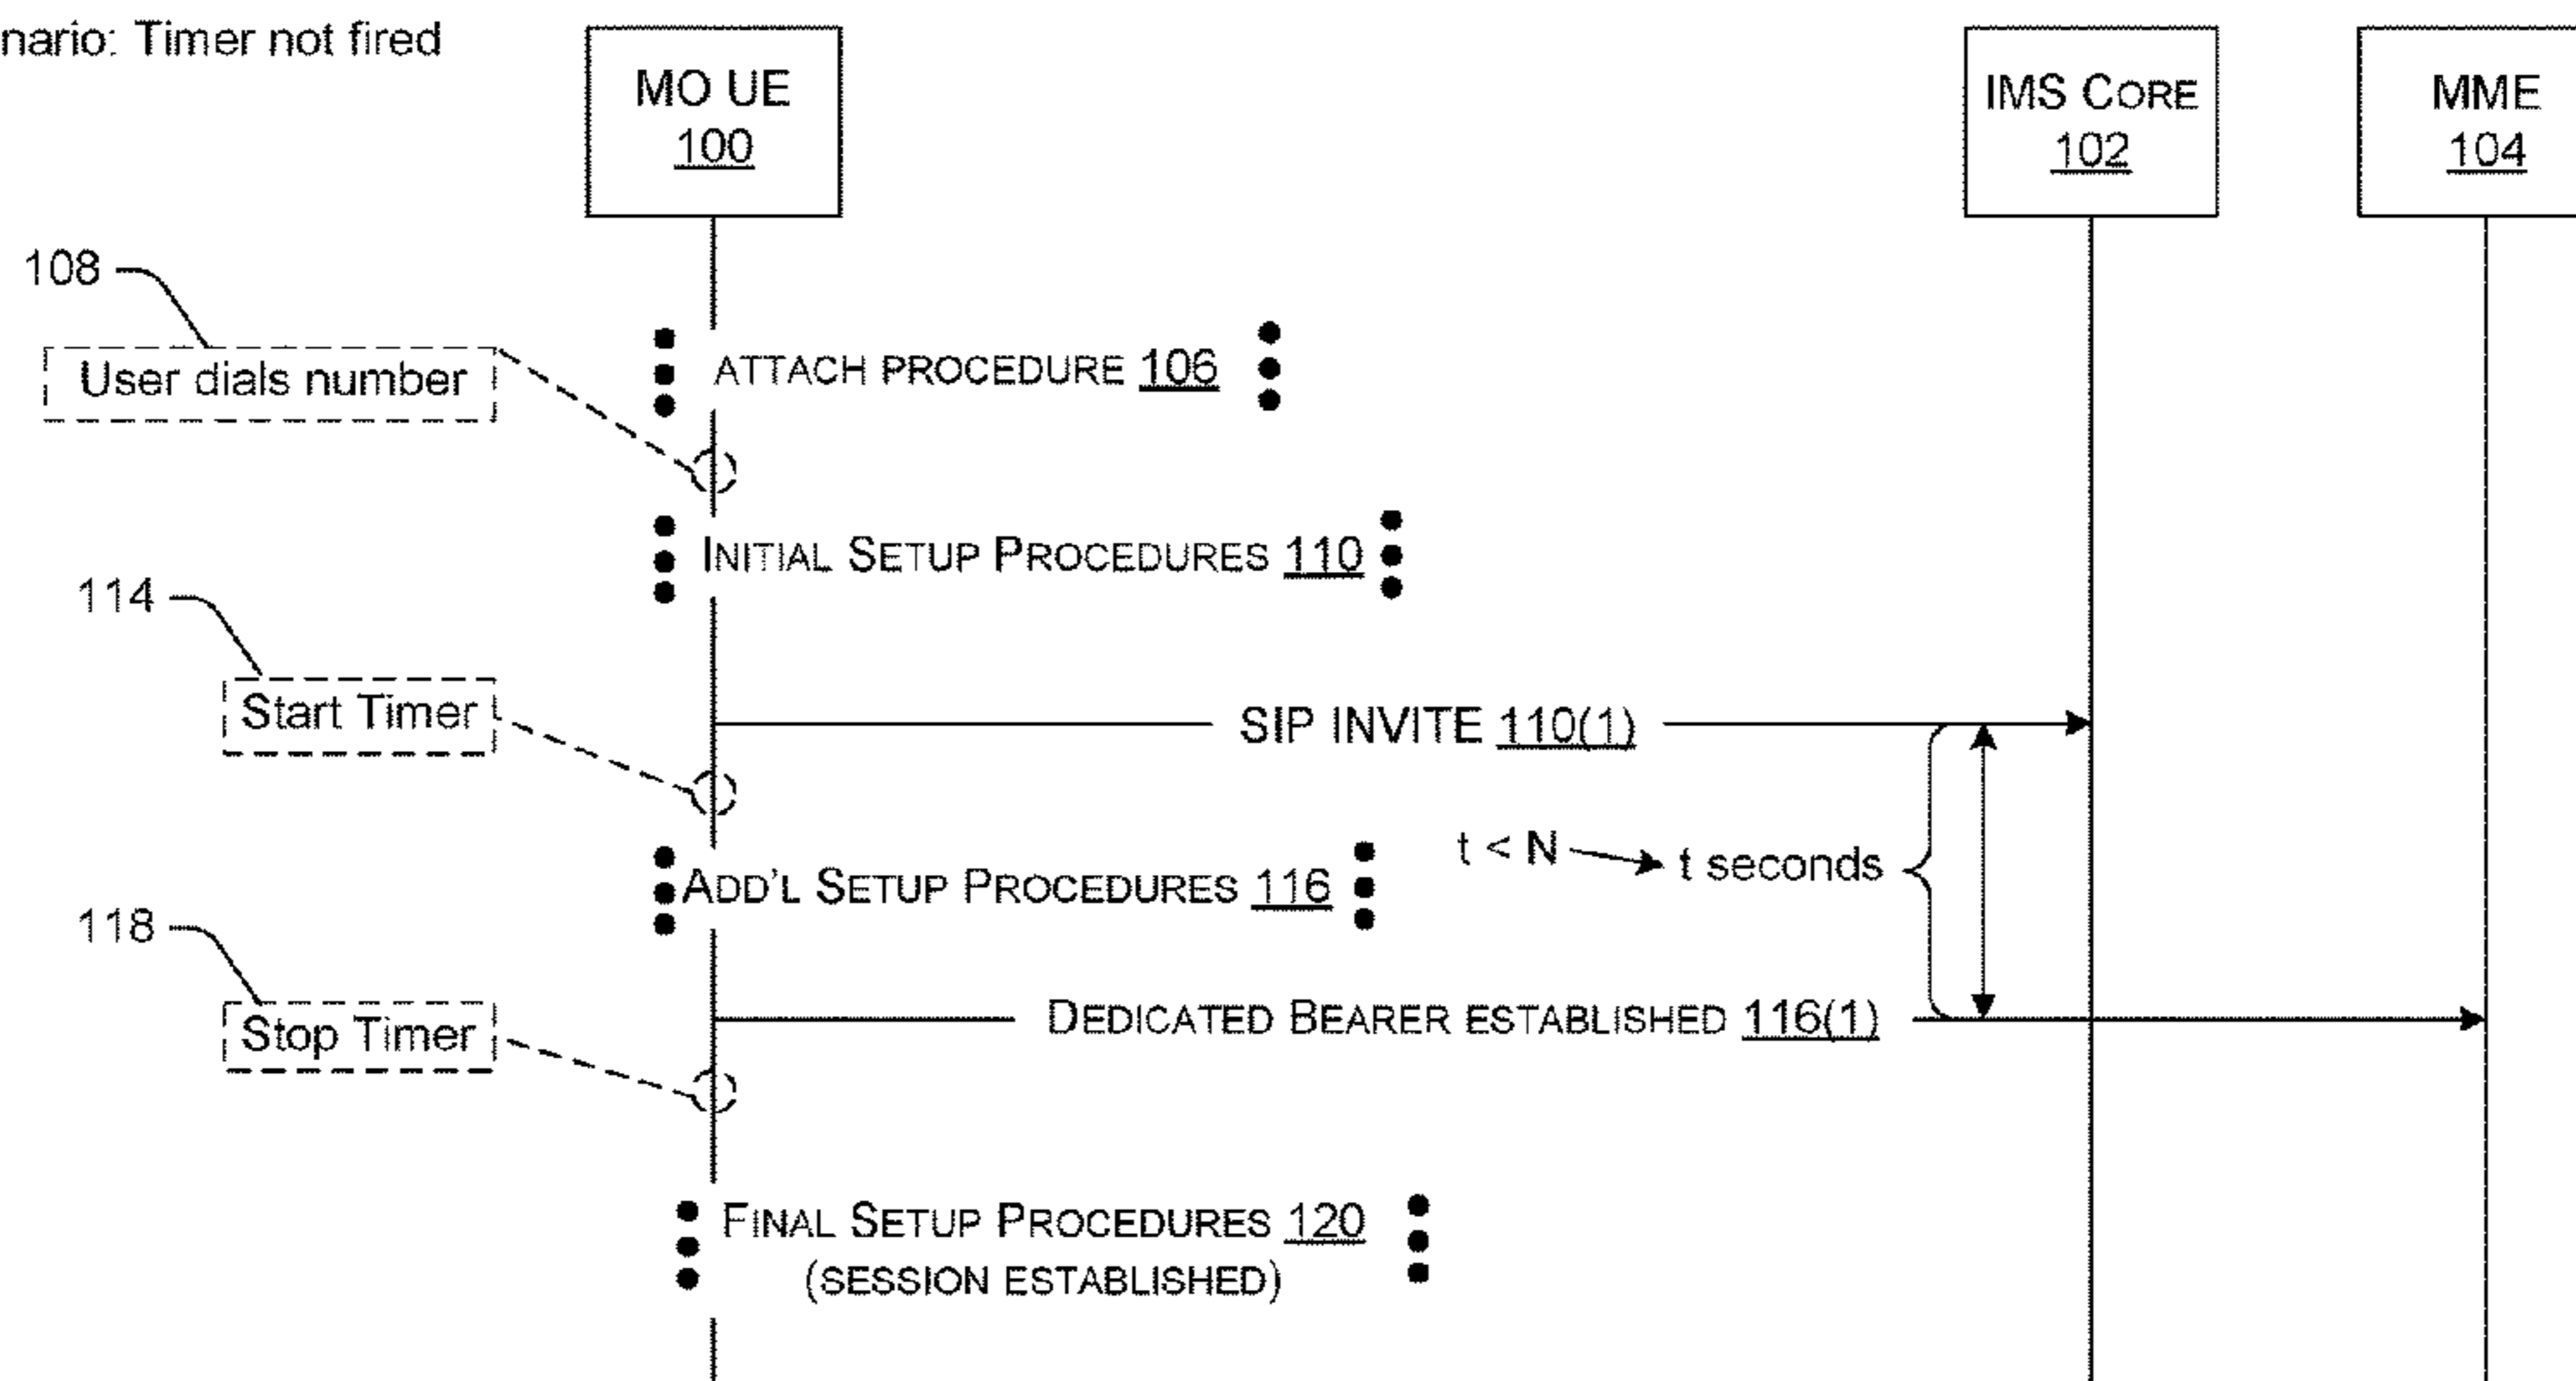 nario: Timer not fired
MO UE
100
IMS CORE
102
MME
104
108
User dials number
ATTACH PROCEDURE 106
INITIAL SETUP PROCEDURES 110
114
Start Timer
SIP INVITE 110(1)
t < N
t seconds
ADD'L SETUP PROCEDURES 116
118
Stop Timer
DEDICATED BEARER ESTABLISHED 116(1)
FINAL SETUP PROCEDURES 120
(SESSION ESTABLISHED)